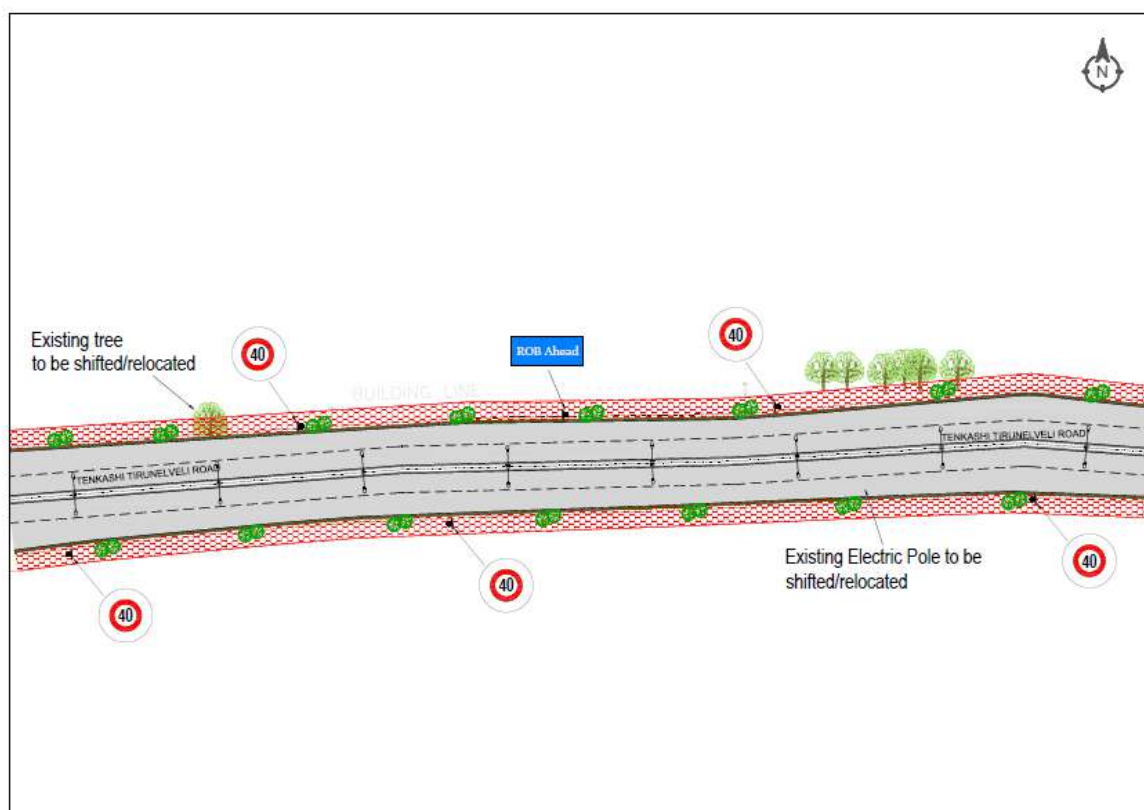 N
Existing tree
to be shifted/relocated
40
ROB Ahead
40
BUILDING LINE
TENKASHI TIRUNELVELI ROAD
TENKASHI TIRUNELVELI ROAD
Existing Electric Pole to be
shifted/relocated
40
40
40